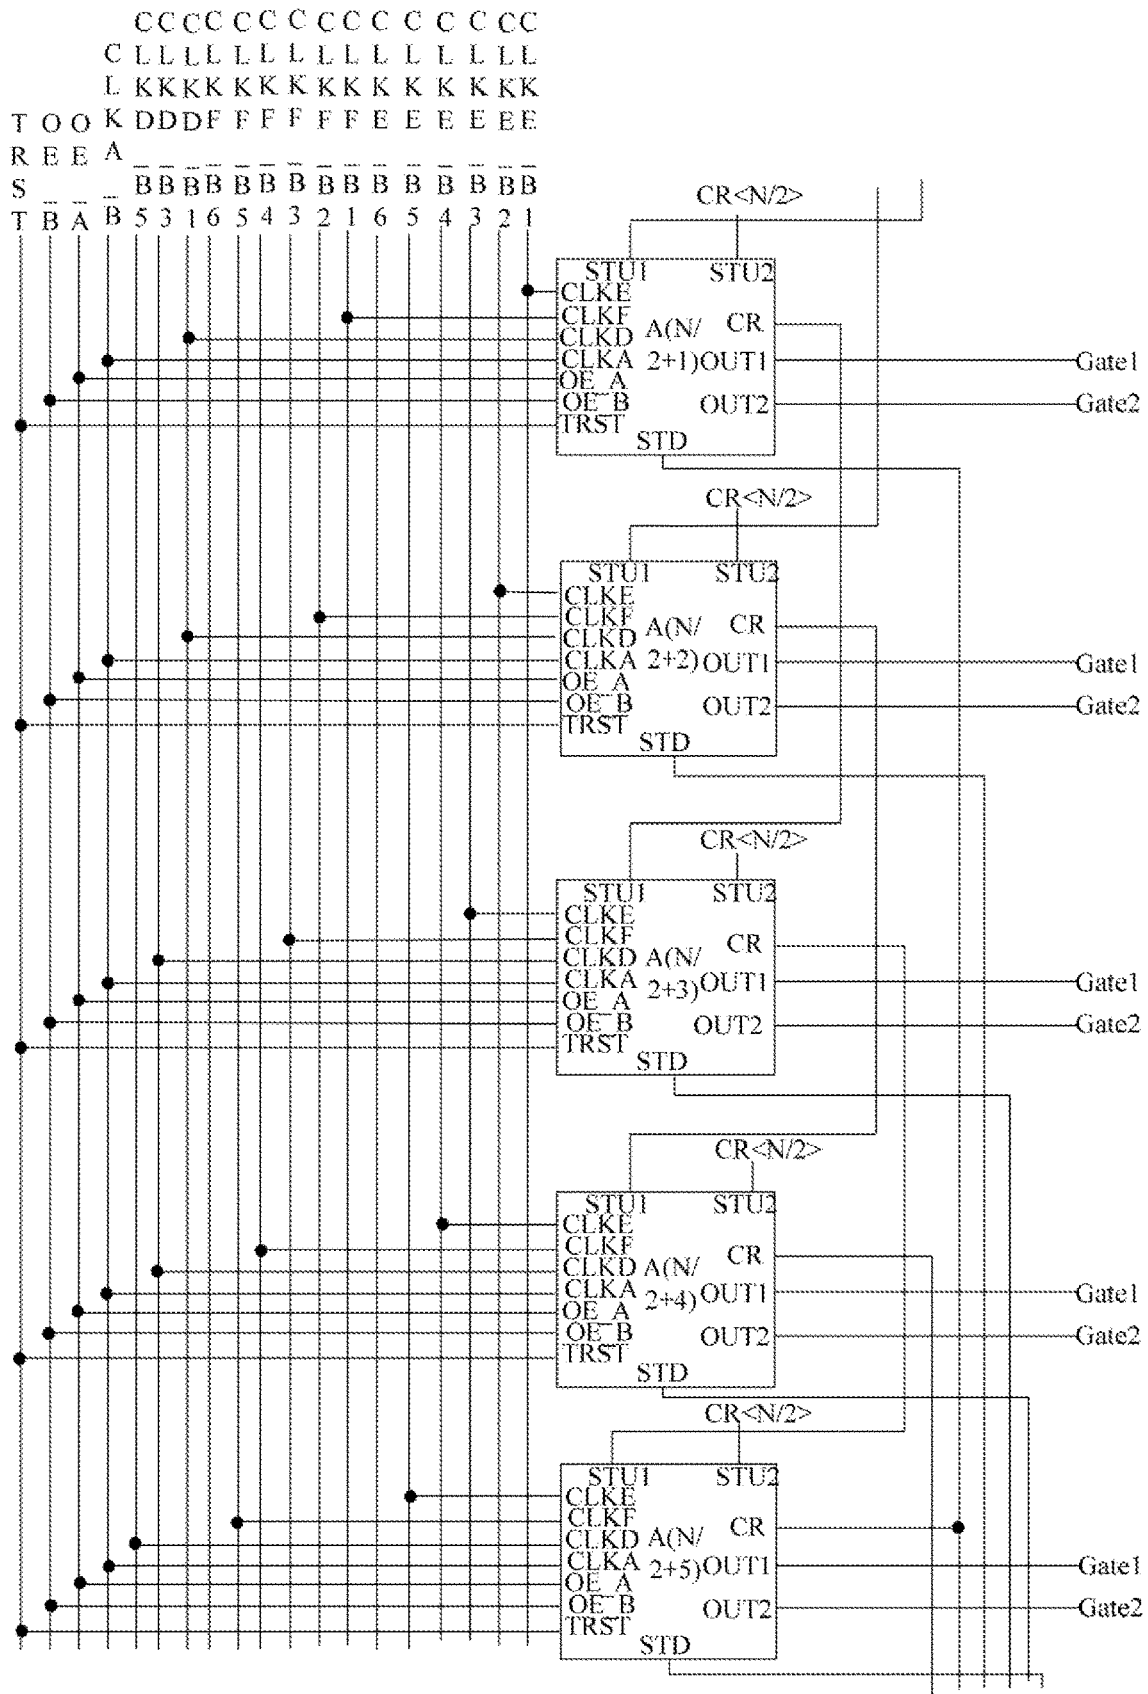 TRST
OE_B
OE_A
CLKA_B
CLKD_B5
CLKD_B3
CLKD_B1
CLKF_B6
CLKF_B5
CLKF_B4
CLKF_B3
CLKF_B2
CLKF_B1
CLKE_B6
CLKE_B5
CLKE_B4
CLKE_B3
CLKE_B2
CLKE_B1
CR<N/2>
STU1 STU2
CLKE
CLKF
CLKD
CLKA
OE_A
OE_B
TRST
A(N/
2+1)
CR
OUT1 Gate1
OUT2 Gate2
STD
CR<N/2>
STU1 STU2
CLKE
CLKF
CLKD
CLKA
OE_A
OE_B
TRST
A(N/
2+2)
CR
OUT1 Gate1
OUT2 Gate2
STD
CR<N/2>
STU1 STU2
CLKE
CLKF
CLKD
CLKA
OE_A
OE_B
TRST
A(N/
2+3)
CR
OUT1 Gate1
OUT2 Gate2
STD
CR<N/2>
STU1 STU2
CLKE
CLKF
CLKD
CLKA
OE_A
OE_B
TRST
A(N/
2+4)
CR
OUT1 Gate1
OUT2 Gate2
STD
CR<N/2>
STU1 STU2
CLKE
CLKF
CLKD
CLKA
OE_A
OE_B
TRST
A(N/
2+5)
CR
OUT1 Gate1
OUT2 Gate2
STD